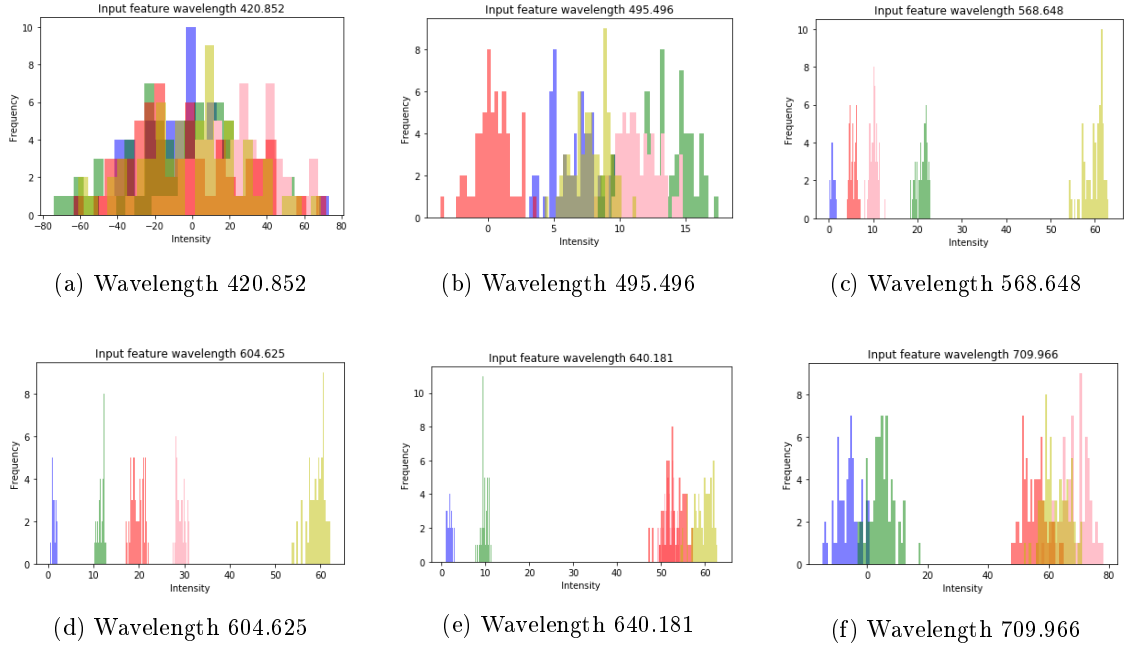 Input feature wavelength 420.852
Frequency
10
8
6
4
2
0
−80 −60 −40 −20 0 20 40 60 80
Intensity
(a) Wavelength 420.852
Input feature wavelength 495.496
Frequency
8
6
4
2
0
0 5 10 15
Intensity
(b) Wavelength 495.496
Input feature wavelength 568.648
Frequency
10
8
6
4
2
0
0 10 20 30 40 50 60
Intensity
(c) Wavelength 568.648
Input feature wavelength 604.625
Frequency
8
6
4
2
0
0 10 20 30 40 50 60
Intensity
(d) Wavelength 604.625
Input feature wavelength 640.181
Frequency
10
8
6
4
2
0
0 10 20 30 40 50 60
Intensity
(e) Wavelength 640.181
Input feature wavelength 709.966
Frequency
8
6
4
2
0
0 20 40 60 80
Intensity
(f) Wavelength 709.966